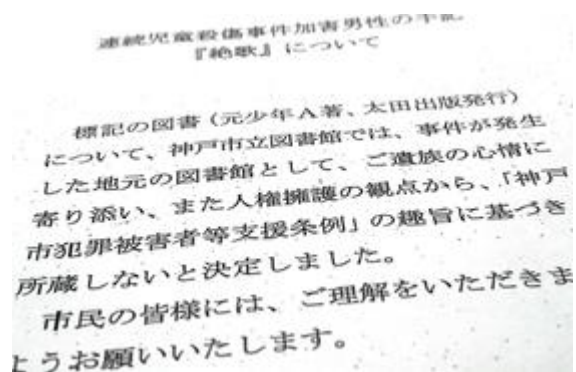 連続児童殺傷事件加害男性の手記
『絶歌』について
標記の図書(元少年A著、太田出版発行)
について、神戸市立図書館では、事件が発生
した地元の図書館として、ご遺族の心情に
寄り添い、また人権擁護の観点から、「神戸
市犯罪被害者等支援条例」の趣旨に基づき
所蔵しないと決定しました。
市民の皆様には、ご理解をいただきま
ようお願いいたします。